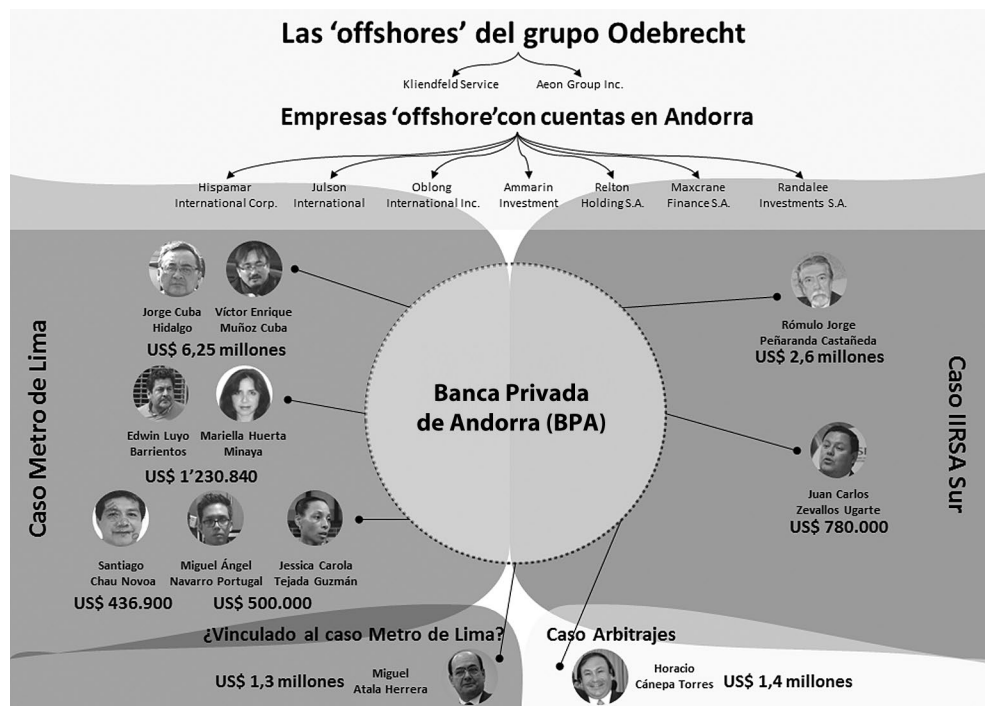 Las ‘offshores’ del grupo Odebrecht
Kliendfeld Service
Aeon Group Inc.
Empresas ‘offshore’con cuentas en Andorra
Hispamar
International Corp.
Julson
International
Oblong
International Inc.
Ammarin
Investment
Relton
Holding S.A.
Maxcrane
Finance S.A.
Randalee
Investments S.A.
Caso Metro de Lima
Jorge Cuba
Hidalgo
Víctor Enrique
Muñoz Cuba
US$ 6,25 millones
Edwin Luyo
Barrientos
Mariella Huerta
Minaya
US$ 1’230.840
Santiago
Chau Novoa
US$ 436.900
Miguel Ángel
Navarro Portugal
Jessica Carola
Tejada Guzmán
US$ 500.000
Banca Privada
de Andorra (BPA)
Caso IIRSA Sur
Rómulo Jorge
Peñaranda Castañeda
US$ 2,6 millones
Juan Carlos
Zevallos Ugarte
US$ 780.000
¿Vinculado al caso Metro de Lima?
US$ 1,3 millones
Miguel
Atala Herrera
Caso Arbitrajes
Horacio
Cánepa Torres
US$ 1,4 millones